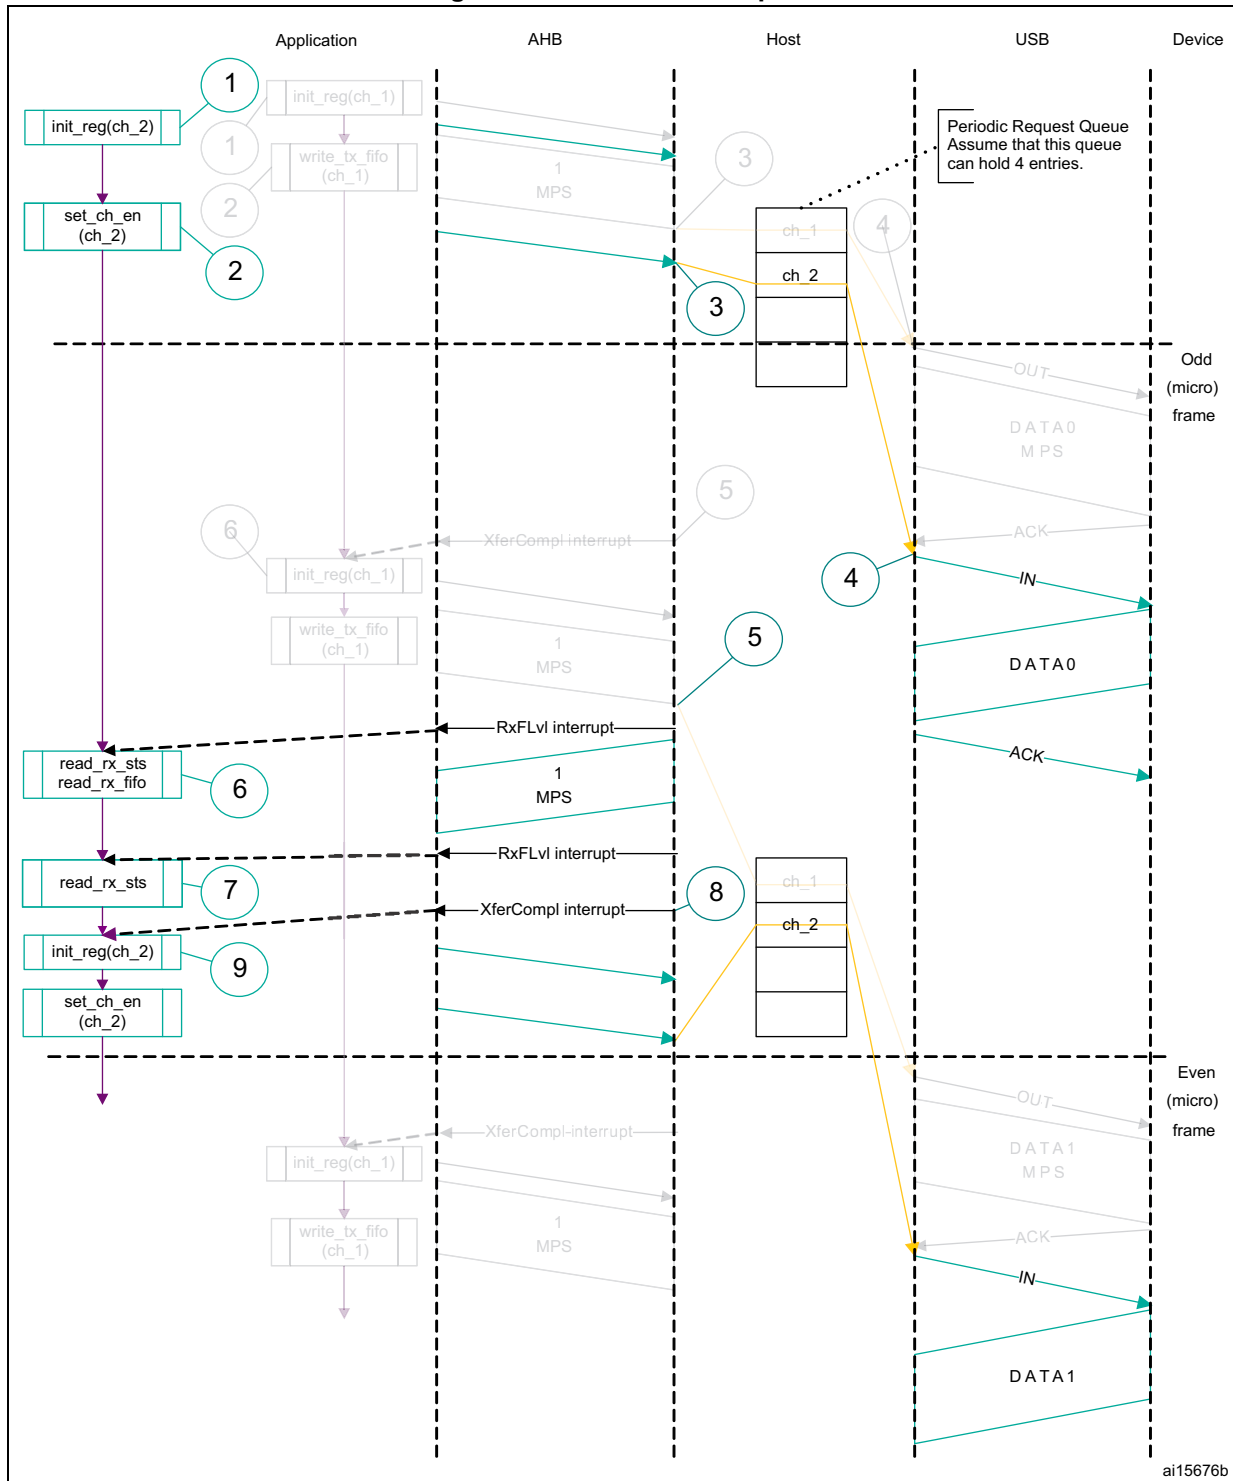 Application
AHB
Host
USB
Device
1
init_reg(ch_1)
init_reg(ch_2)
1
write_tx_fifo
(ch_1)
2
1
MPS
3
Periodic Request Queue
Assume that this queue
can hold 4 entries.
set_ch_en
(ch_2)
2
ch_1
4
ch_2
3
Odd
(micro)
frame
OUT
DATA0
MPS
5
6
XferCompl interrupt
ACK
init_reg(ch_1)
4
IN
write_tx_fifo
(ch_1)
1
MPS
5
DATA0
RxFLvl interrupt
ACK
read_rx_sts
read_rx_fifo
6
1
MPS
RxFLvl interrupt
read_rx_sts
7
8
ch_1
XferCompl interrupt
ch_2
init_reg(ch_2)
9
set_ch_en
(ch_2)
Even
(micro)
frame
OUT
XferCompl-interrupt
DATA1
MPS
init_reg(ch_1)
write_tx_fifo
(ch_1)
1
MPS
ACK
IN
DATA1
ai15676b